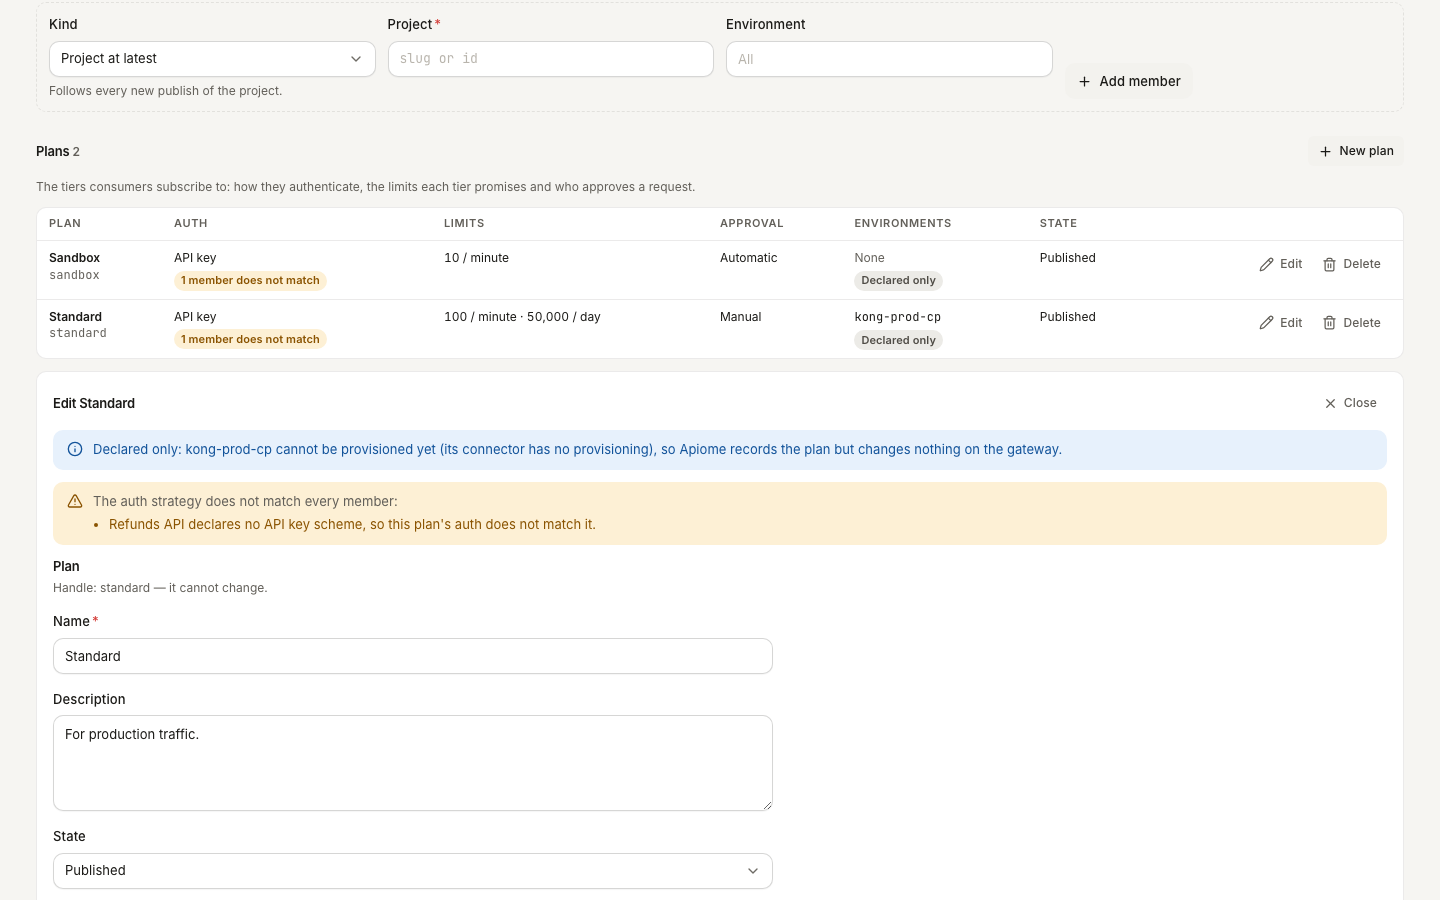 Kind
Project *
Environment
Project at latest
slug or id
All
Add member
Follows every new publish of the project.
Plans 2
New plan
The tiers consumers subscribe to: how they authenticate, the limits each tier promises and who approves a request.
PLAN AUTH LIMITS APPROVAL ENVIRONMENTS STATE
Sandbox API key 10 / minute Automatic None Published Edit Delete
sandbox 1 member does not match Declared only
Standard API key 100 / minute · 50,000 / day Manual kong-prod-cp Published Edit Delete
standard 1 member does not match Declared only
Edit Standard
Close
Declared only: kong-prod-cp cannot be provisioned yet (its connector has no provisioning), so Apiome records the plan but changes nothing on the gateway.
The auth strategy does not match every member:
• Refunds API declares no API key scheme, so this plan's auth does not match it.
Plan
Handle: standard — it cannot change.
Name *
Standard
Description
For production traffic.
State
Published